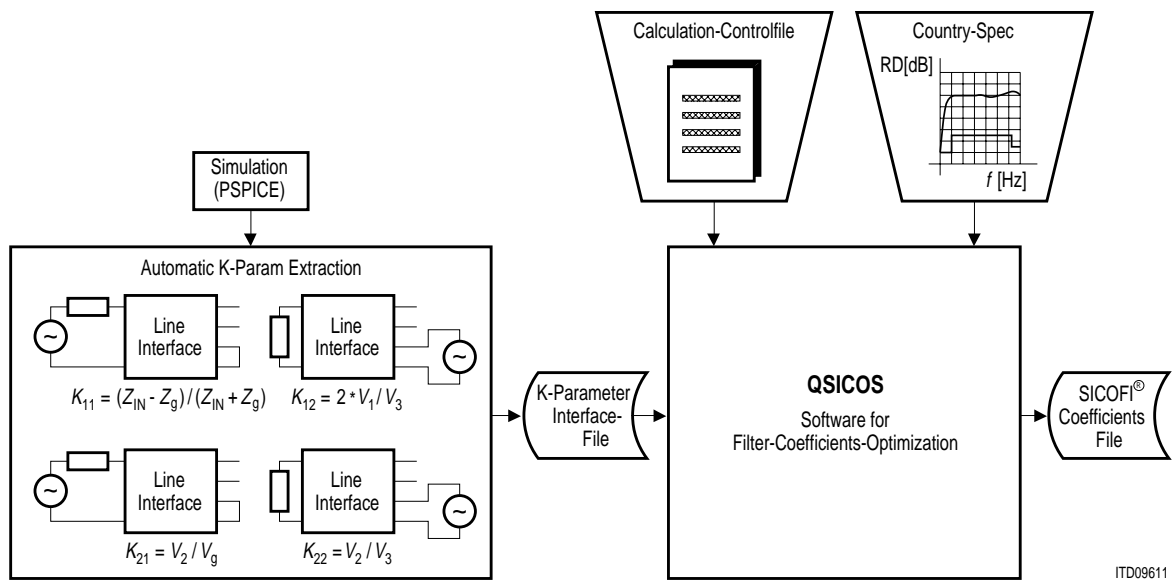 Calculation-Controlfile
Country-Spec
RD[dB]
f [Hz]
Simulation
(PSPICE)
Automatic K-Param Extraction
Line
Interface
~
K11 = (ZIN - Zg) / (ZIN + Zg)
Line
Interface
~
K12 = 2 * V1 / V3
Line
Interface
~
K21 = V2 / Vg
Line
Interface
~
K22 = V2 / V3
K-Parameter
Interface-
File
QSICOS
Software for
Filter-Coefficients-Optimization
SICOFI®
Coefficients
File
ITD09611